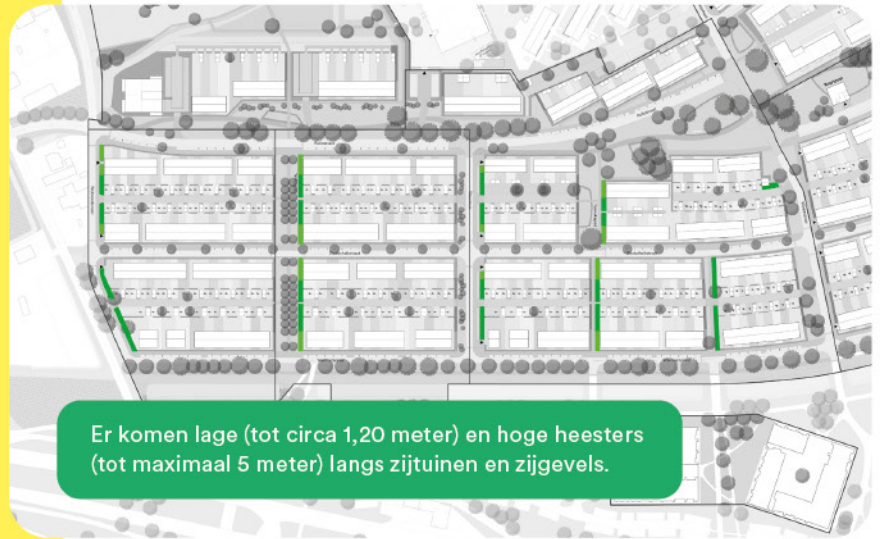 Er komen lage (tot circa 1,20 meter) en hoge heesters
(tot maximaal 5 meter) langs zijtuinen en zijgevels.